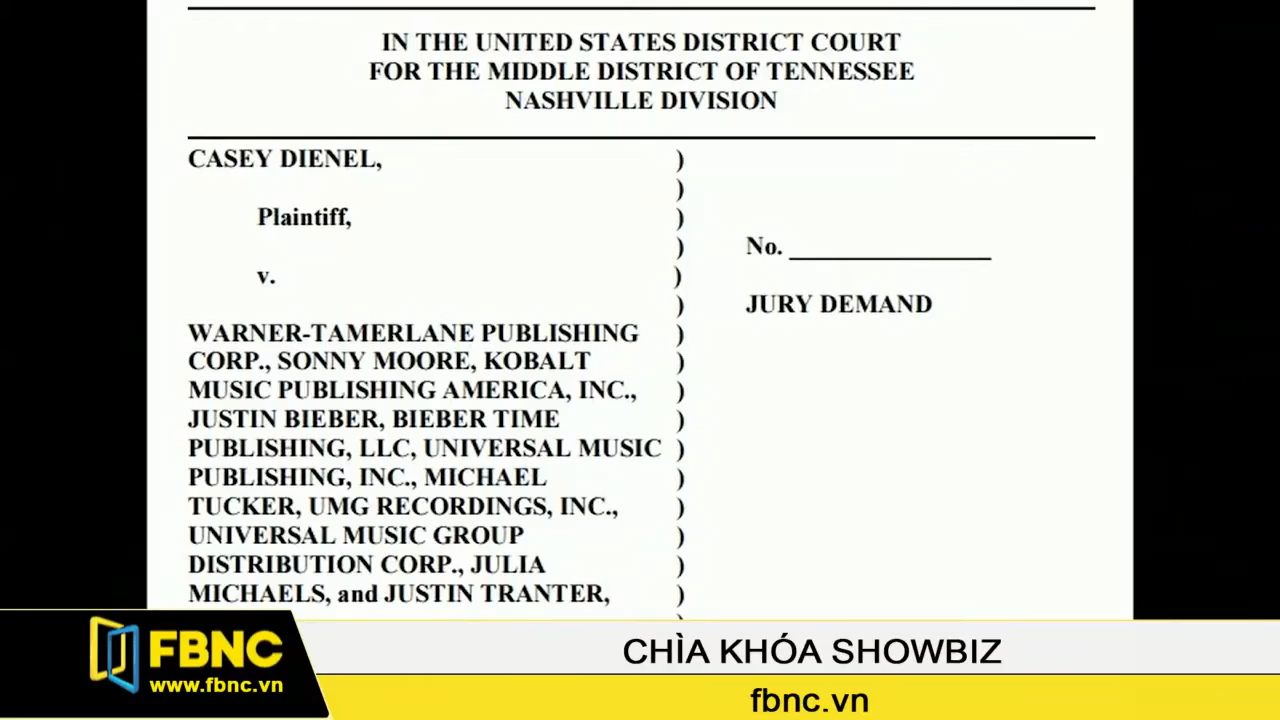 IN THE UNITED STATES DISTRICT COURT
FOR THE MIDDLE DISTRICT OF TENNESSEE
NASHVILLE DIVISION
CASEY DIENEL, )
)
Plaintiff, )
) No. _______________
v. )
) JURY DEMAND
WARNER-TAMERLANE PUBLISHING )
CORP., SONNY MOORE, KOBALT )
MUSIC PUBLISHING AMERICA, INC., )
JUSTIN BIEBER, BIEBER TIME )
PUBLISHING, LLC, UNIVERSAL MUSIC )
PUBLISHING, INC., MICHAEL )
TUCKER, UMG RECORDINGS, INC., )
UNIVERSAL MUSIC GROUP )
DISTRIBUTION CORP., JULIA )
MICHAELS, and JUSTIN TRANTER, )
FBNC
www.fbnc.vn
CHÌA KHÓA SHOWBIZ
fbnc.vn